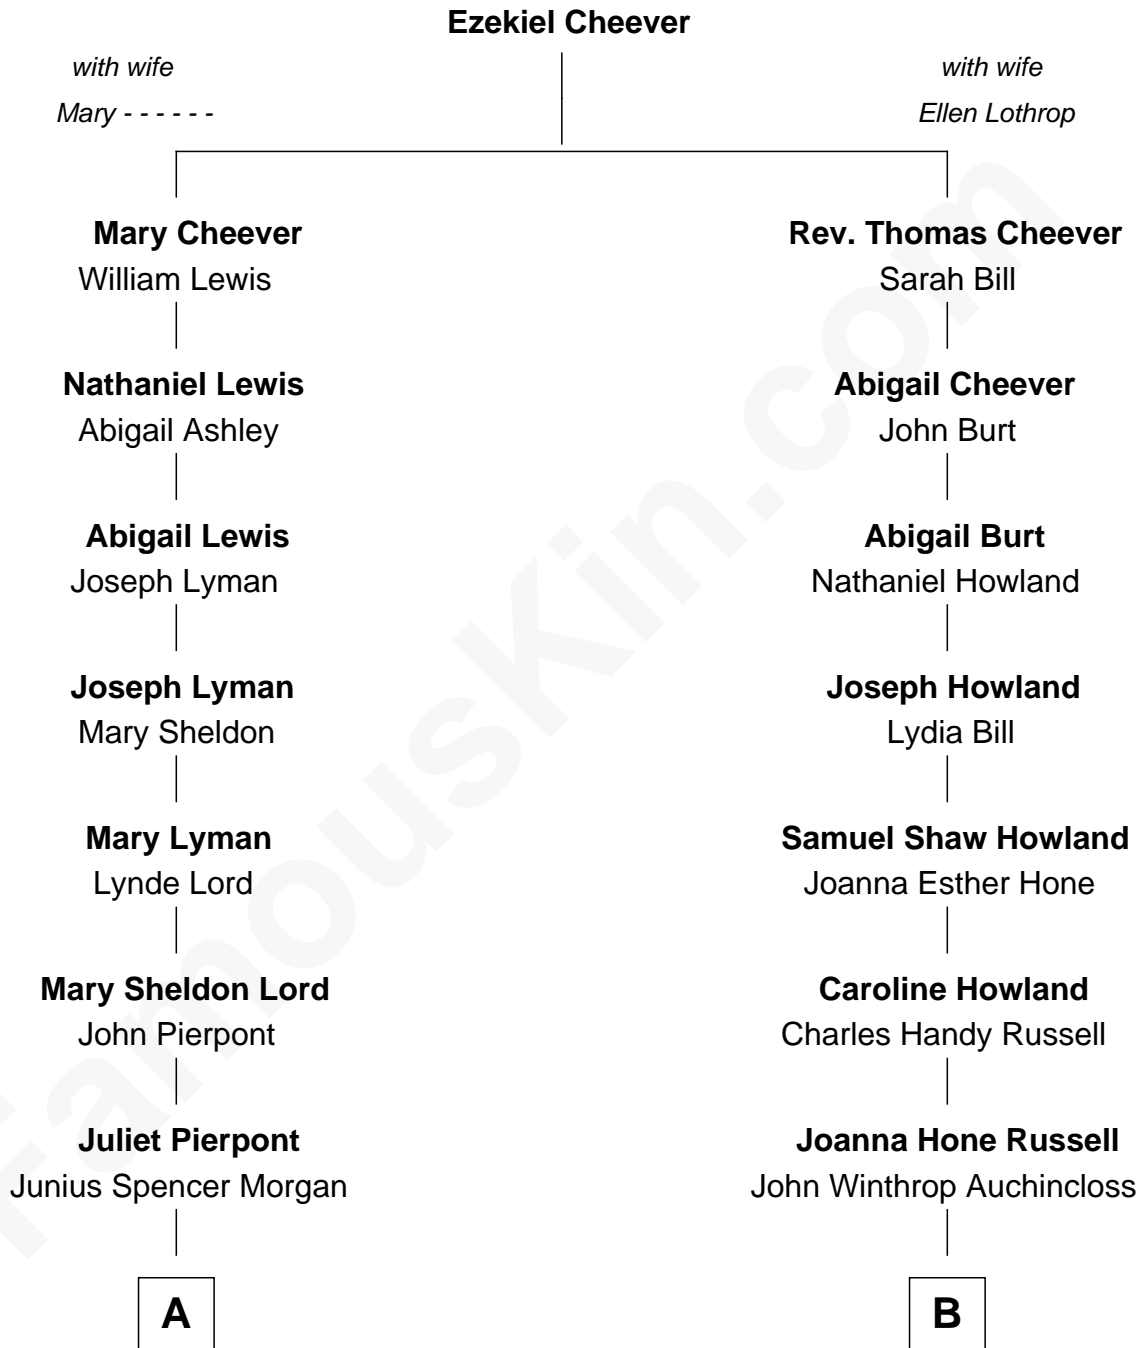 Ezekiel Cheever
with wife
Mary - - - - - -
with wife
Ellen Lothrop
Mary Cheever
William Lewis
Rev. Thomas Cheever
Sarah Bill
Nathaniel Lewis
Abigail Ashley
Abigail Cheever
John Burt
Abigail Lewis
Joseph Lyman
Abigail Burt
Nathaniel Howland
Joseph Lyman
Mary Sheldon
Joseph Howland
Lydia Bill
Mary Lyman
Lynde Lord
Samuel Shaw Howland
Joanna Esther Hone
Mary Sheldon Lord
John Pierpont
Caroline Howland
Charles Handy Russell
Juliet Pierpont
Junius Spencer Morgan
Joanna Hone Russell
John Winthrop Auchincloss
A
B
FamousKin.com